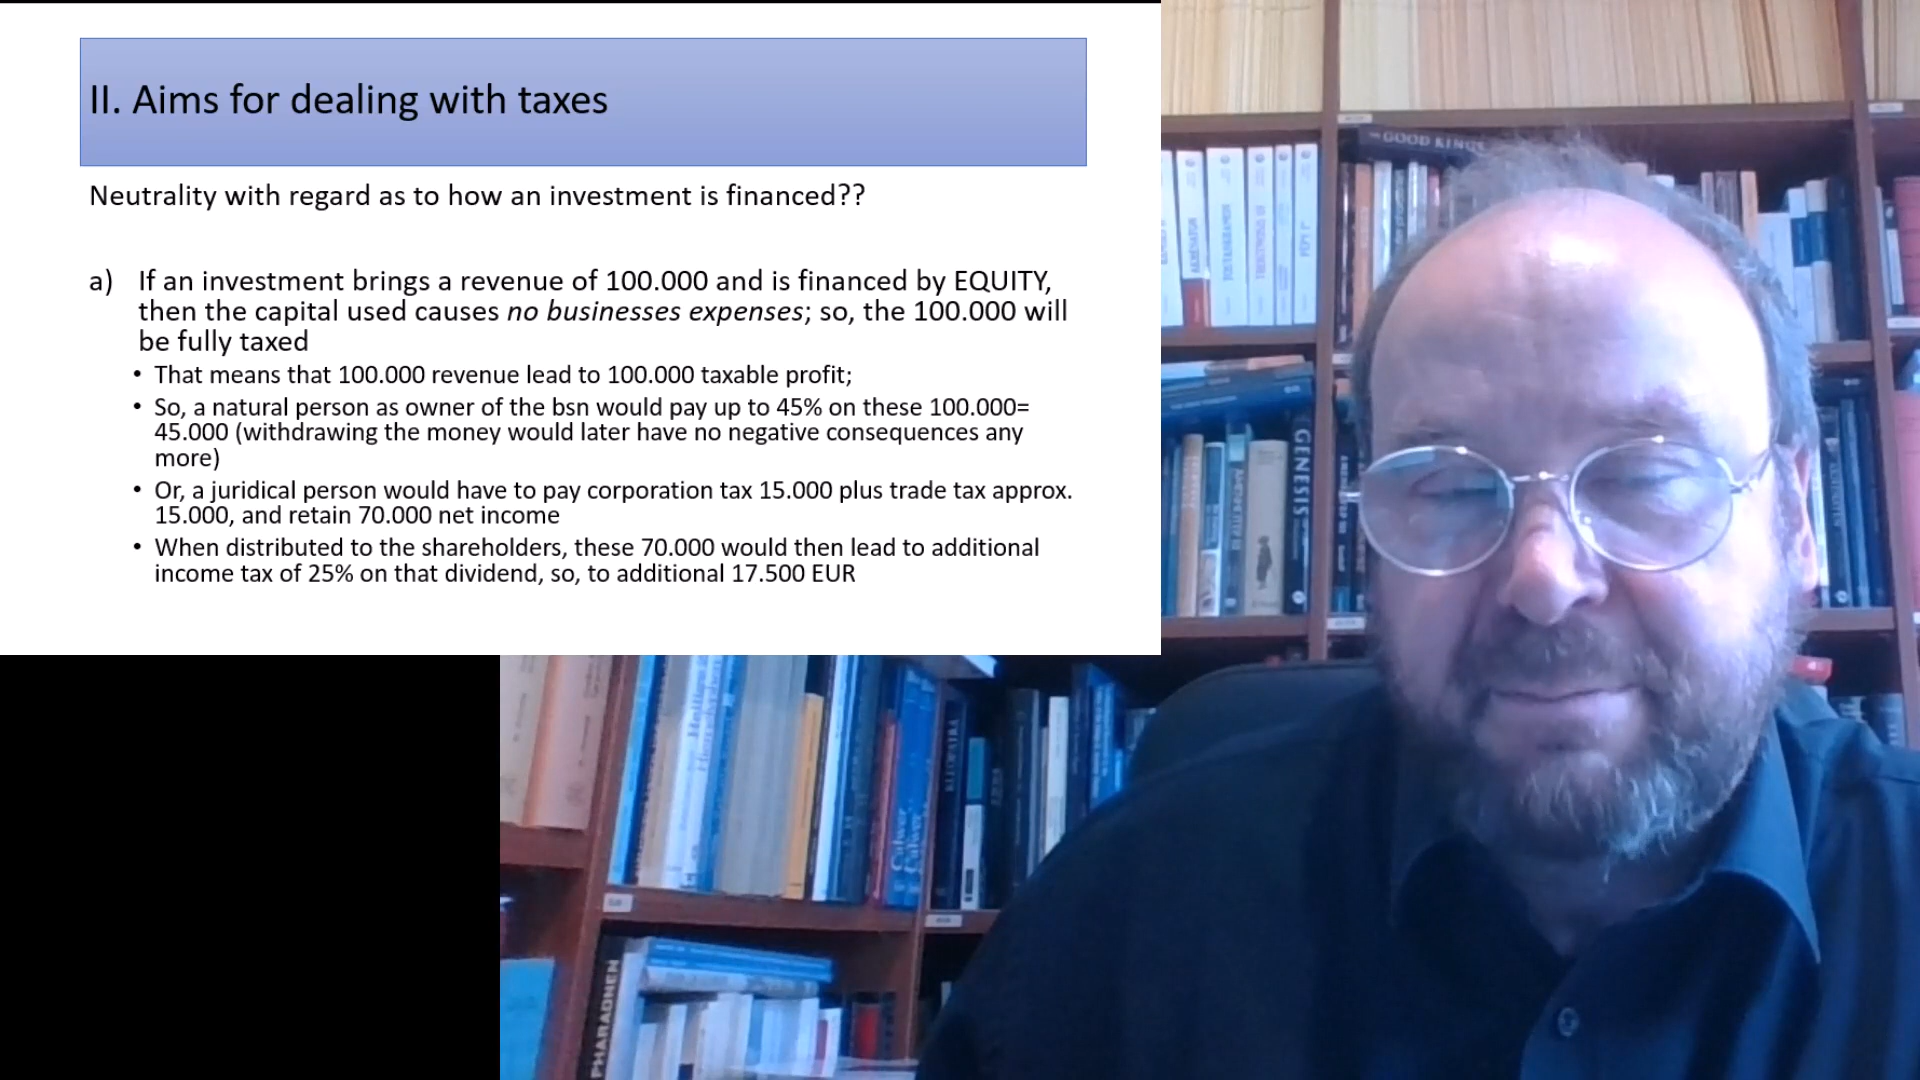 II. Aims for dealing with taxes
Neutrality with regard as to how an investment is financed??
a) If an investment brings a revenue of 100.000 and is financed by EQUITY,
then the capital used causes no businesses expenses; so, the 100.000 will
be fully taxed
• That means that 100.000 revenue lead to 100.000 taxable profit;
• So, a natural person as owner of the bsn would pay up to 45% on these 100.000=
45.000 (withdrawing the money would later have no negative consequences any
more)
• Or, a juridical person would have to pay corporation tax 15.000 plus trade tax approx.
15.000, and retain 70.000 net income
• When distributed to the shareholders, these 70.000 would then lead to additional
income tax of 25% on that dividend, so, to additional 17.500 EUR
GOOD KINGS
GENESIS
Calwer
PHARAONEN